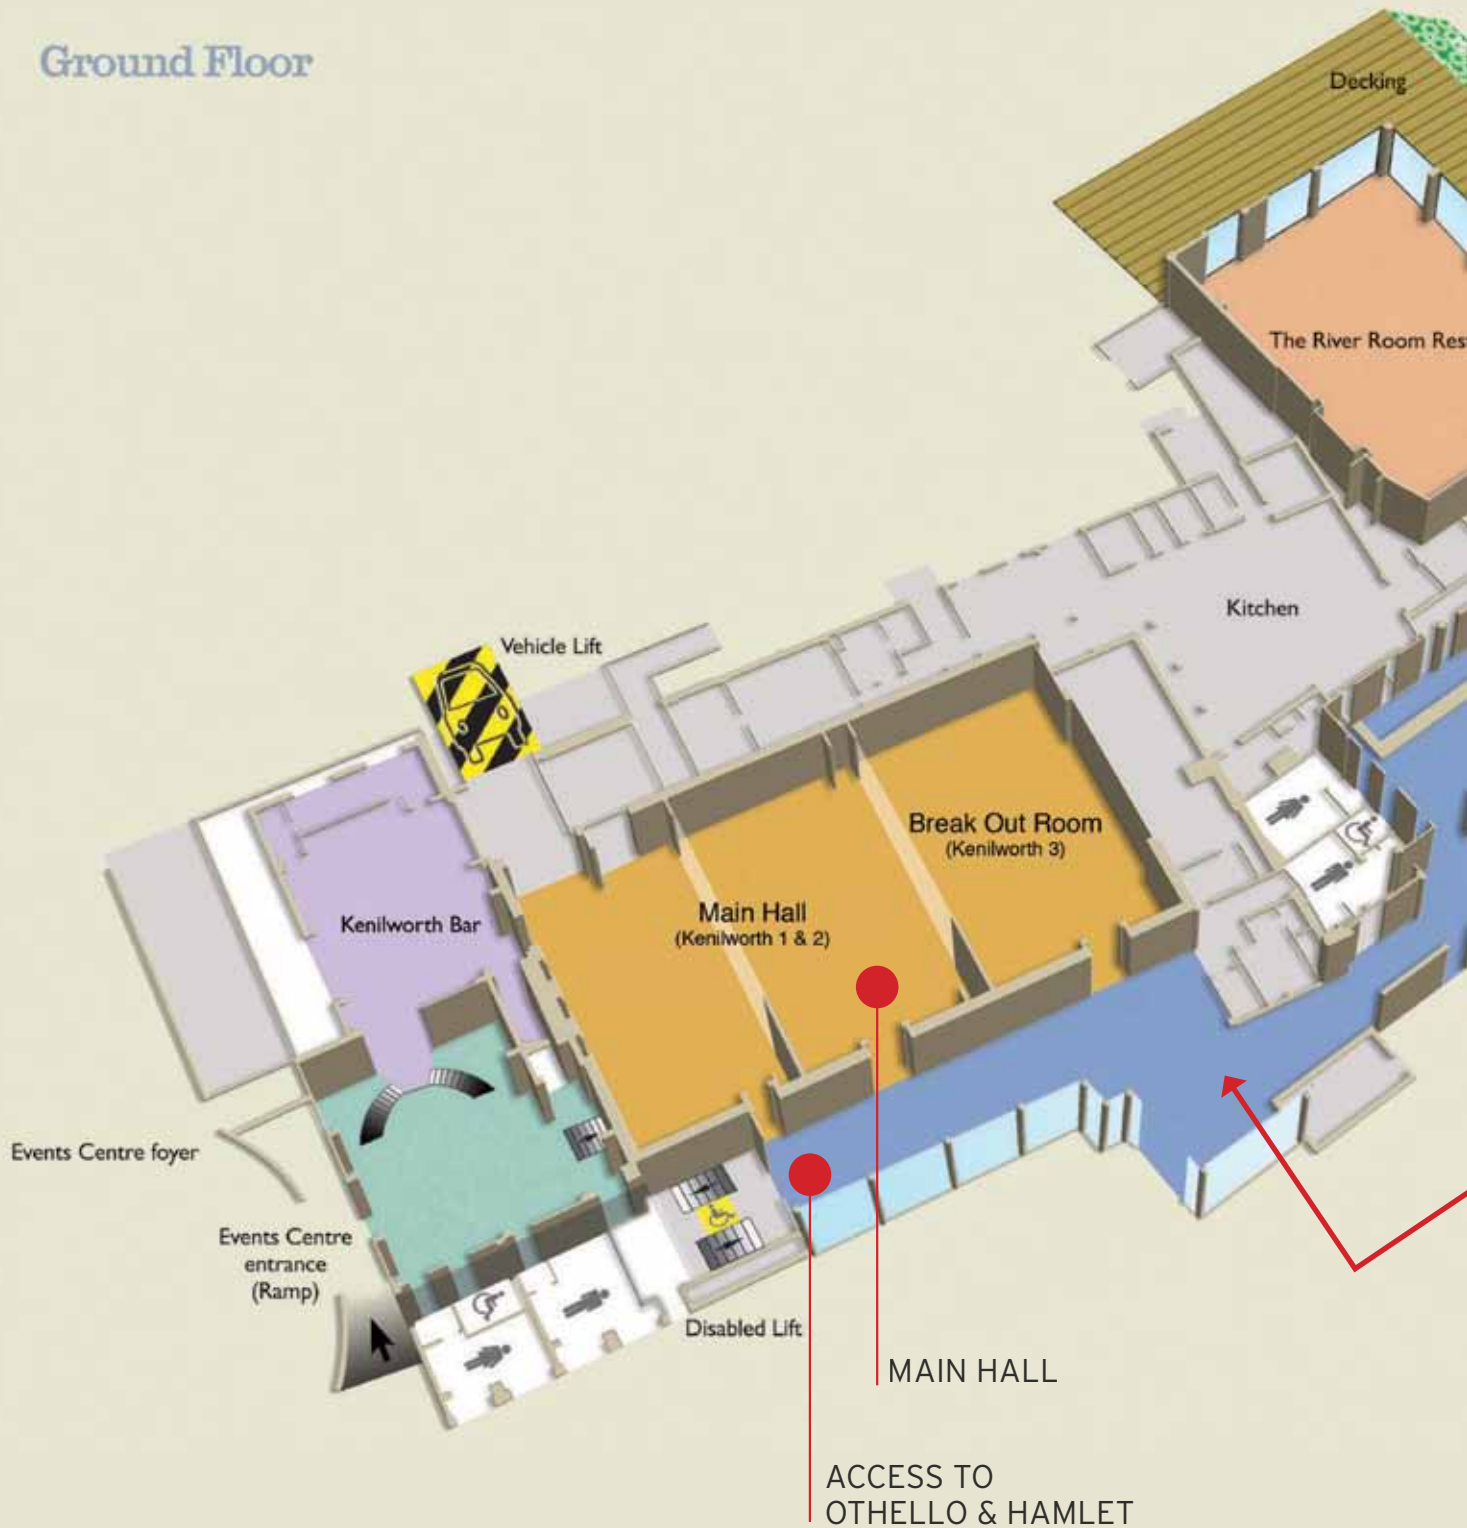 Ground Floor
Decking
The River Room Res
Kitchen
Vehicle Lift
Break Out Room
(Kenilworth 3)
Main Hall
(Kenilworth 1 & 2)
Kenilworth Bar
Events Centre foyer
Events Centre
entrance
(Ramp)
Disabled Lift
MAIN HALL
ACCESS TO
OTHELLO & HAMLET